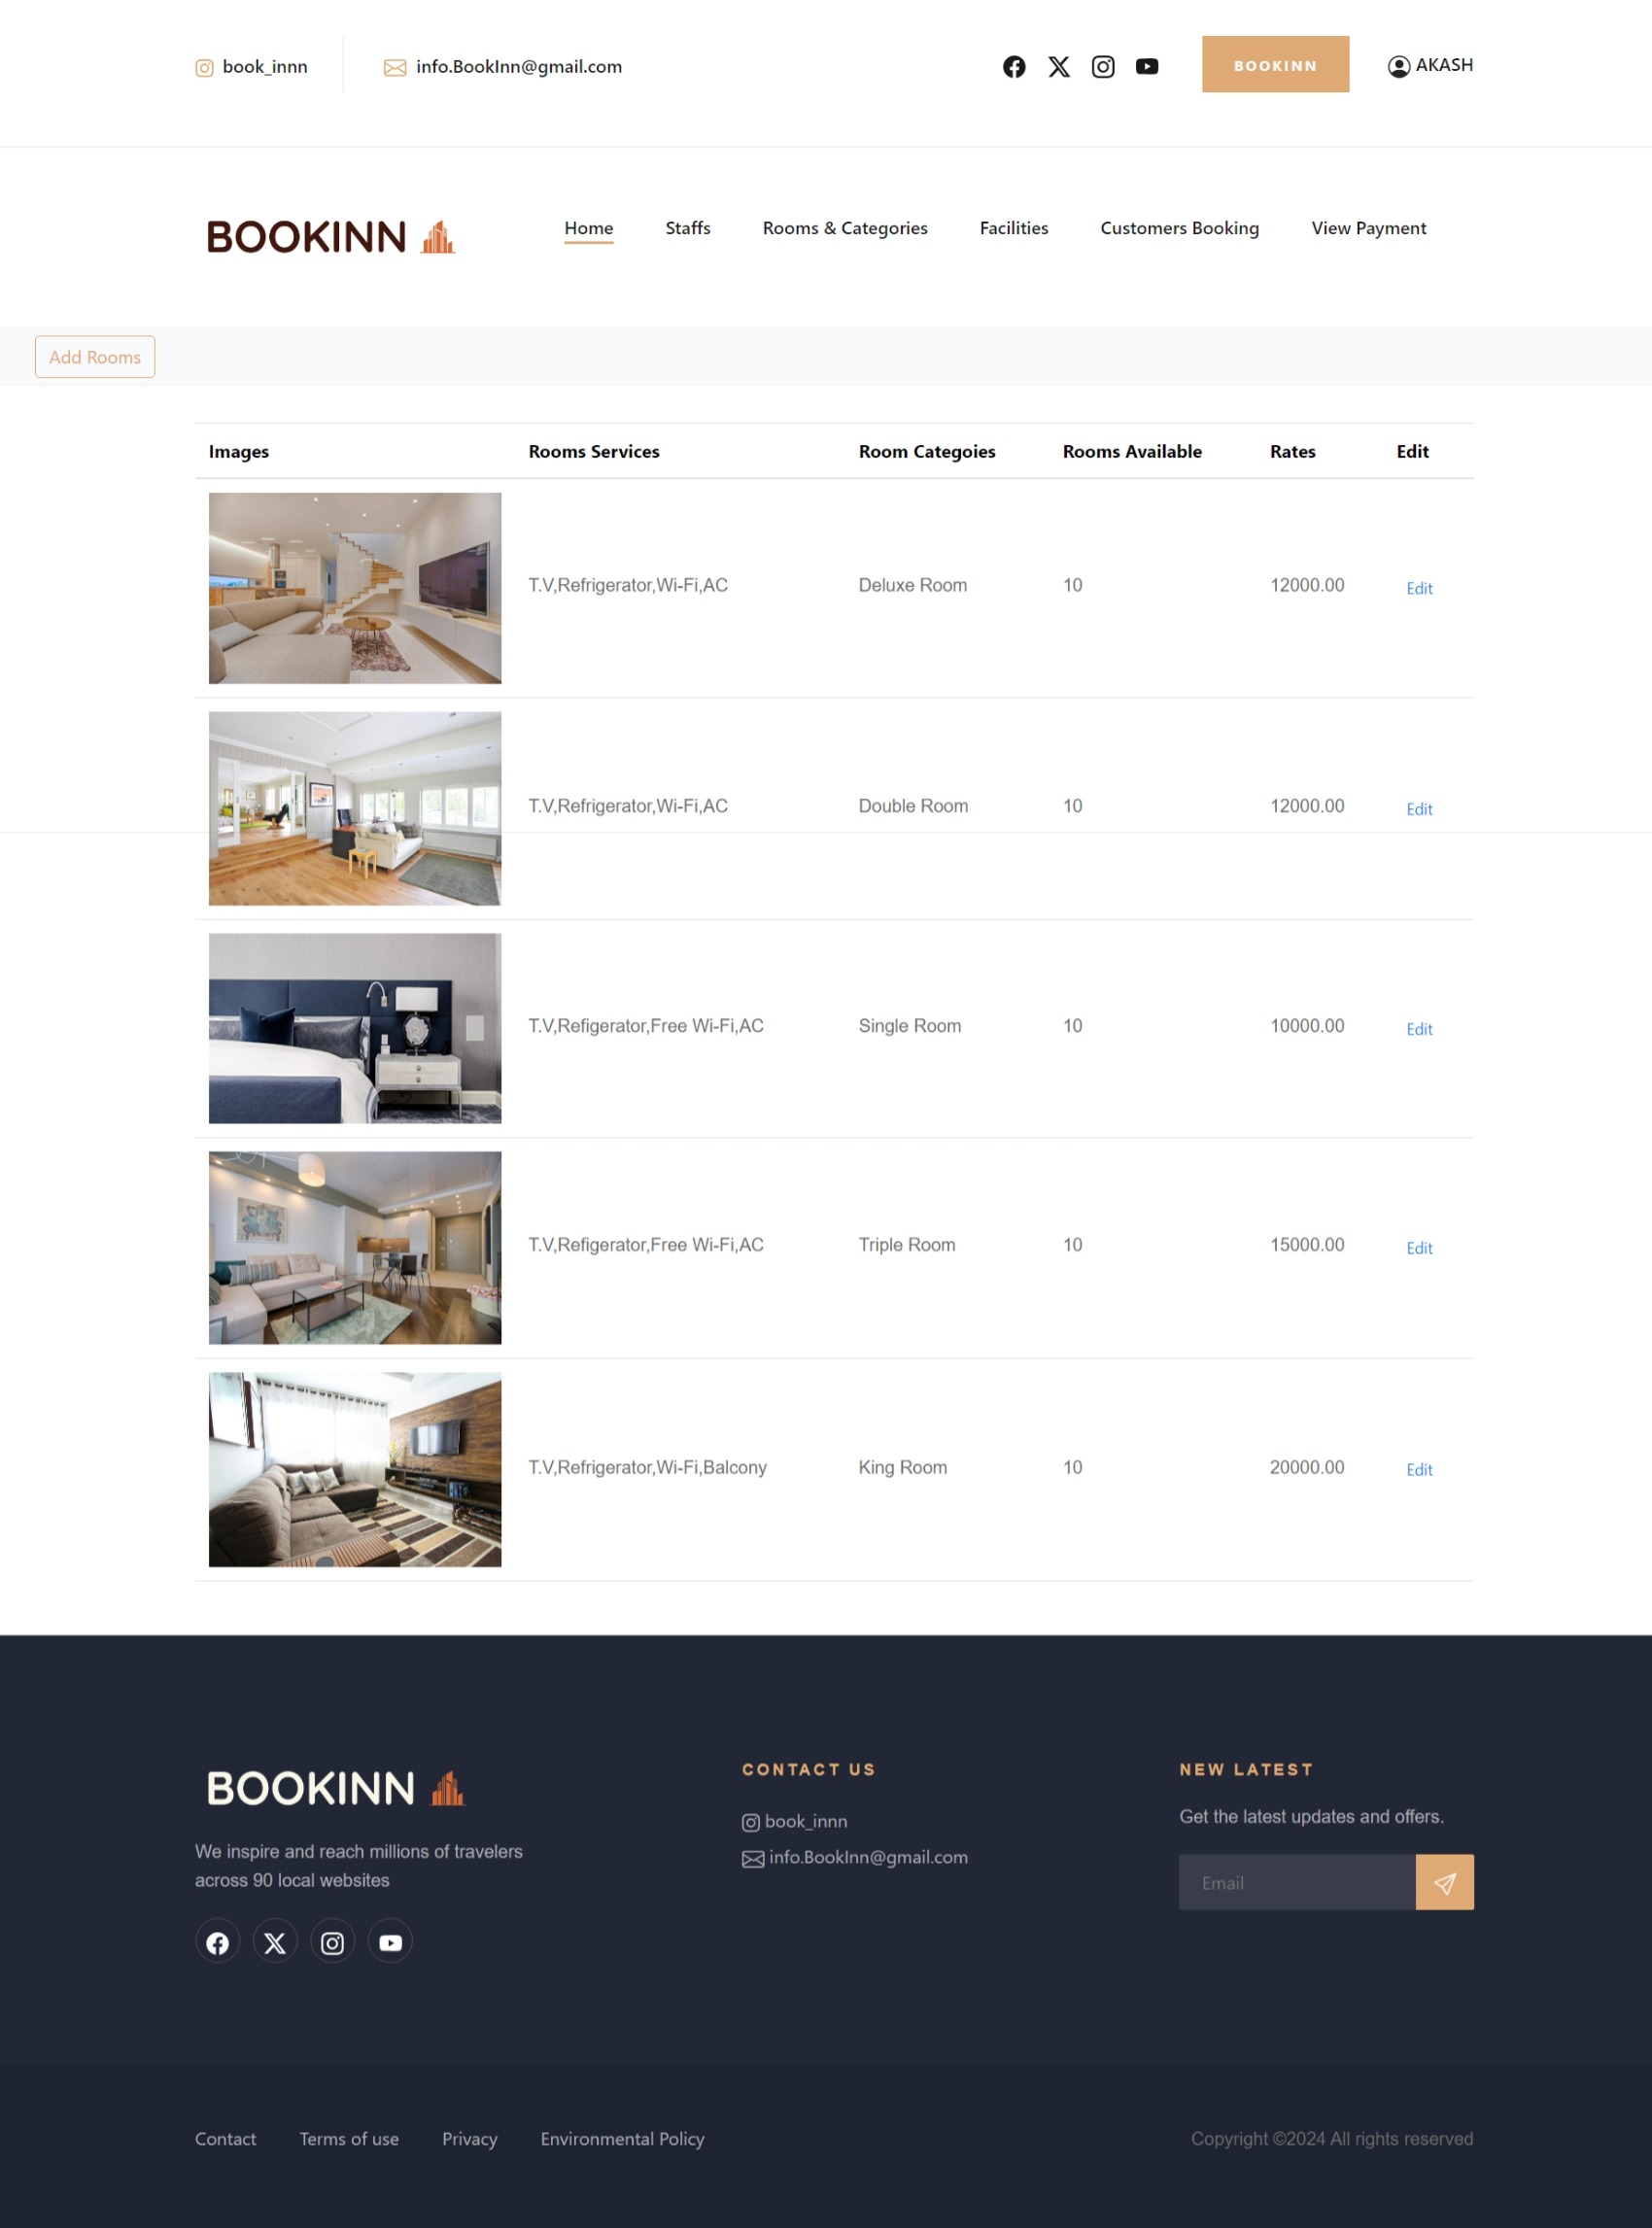 book_innn
info.BookInn@gmail.com
BOOKINN
AKASH
BOOKINN
Home
Staffs
Rooms & Categories
Facilities
Customers Booking
View Payment
Add Rooms
Images Rooms Services Room Categoies Rooms Available Rates Edit
T.V,Refrigerator,Wi-Fi,AC Deluxe Room 10 12000.00 Edit
T.V,Refrigerator,Wi-Fi,AC Double Room 10 12000.00 Edit
T.V,Refigerator,Free Wi-Fi,AC Single Room 10 10000.00 Edit
T.V,Refigerator,Free Wi-Fi,AC Triple Room 10 15000.00 Edit
T.V,Refrigerator,Wi-Fi,Balcony King Room 10 20000.00 Edit
BOOKINN
We inspire and reach millions of travelers
across 90 local websites
CONTACT US
book_innn
info.BookInn@gmail.com
NEW LATEST
Get the latest updates and offers.
Email
Contact
Terms of use
Privacy
Environmental Policy
Copyright ©2024 All rights reserved